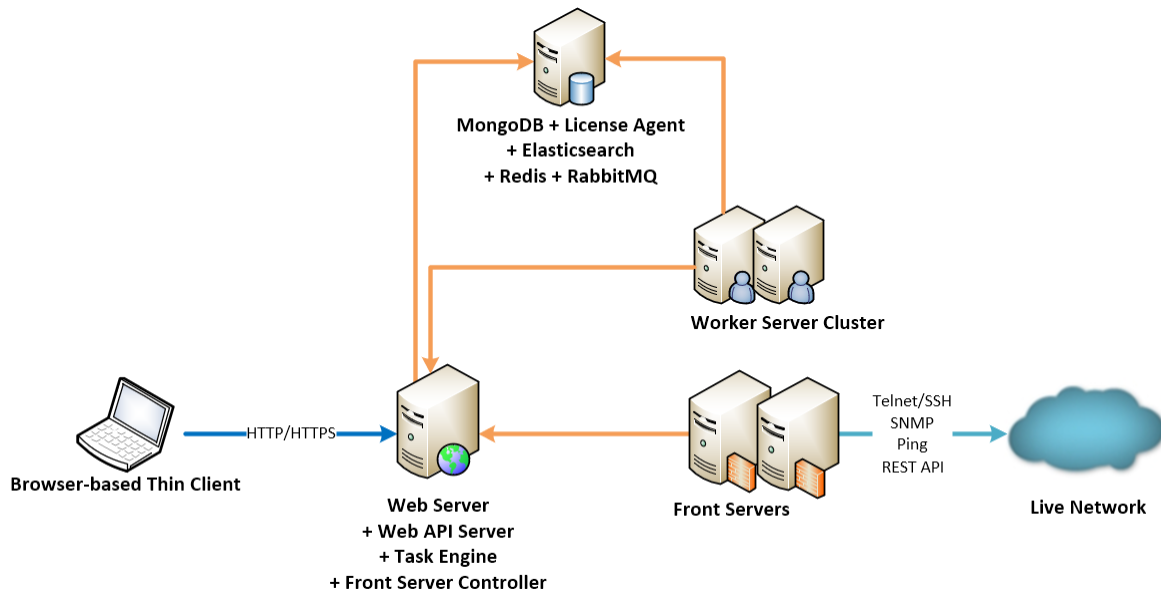 MongoDB + License Agent
+ Elasticsearch
+ Redis + RabbitMQ
Worker Server Cluster
HTTP/HTTPS
Browser-based Thin Client
Web Server
+ Web API Server
+ Task Engine
+ Front Server Controller
Front Servers
Telnet/SSH
SNMP
Ping
REST API
Live Network